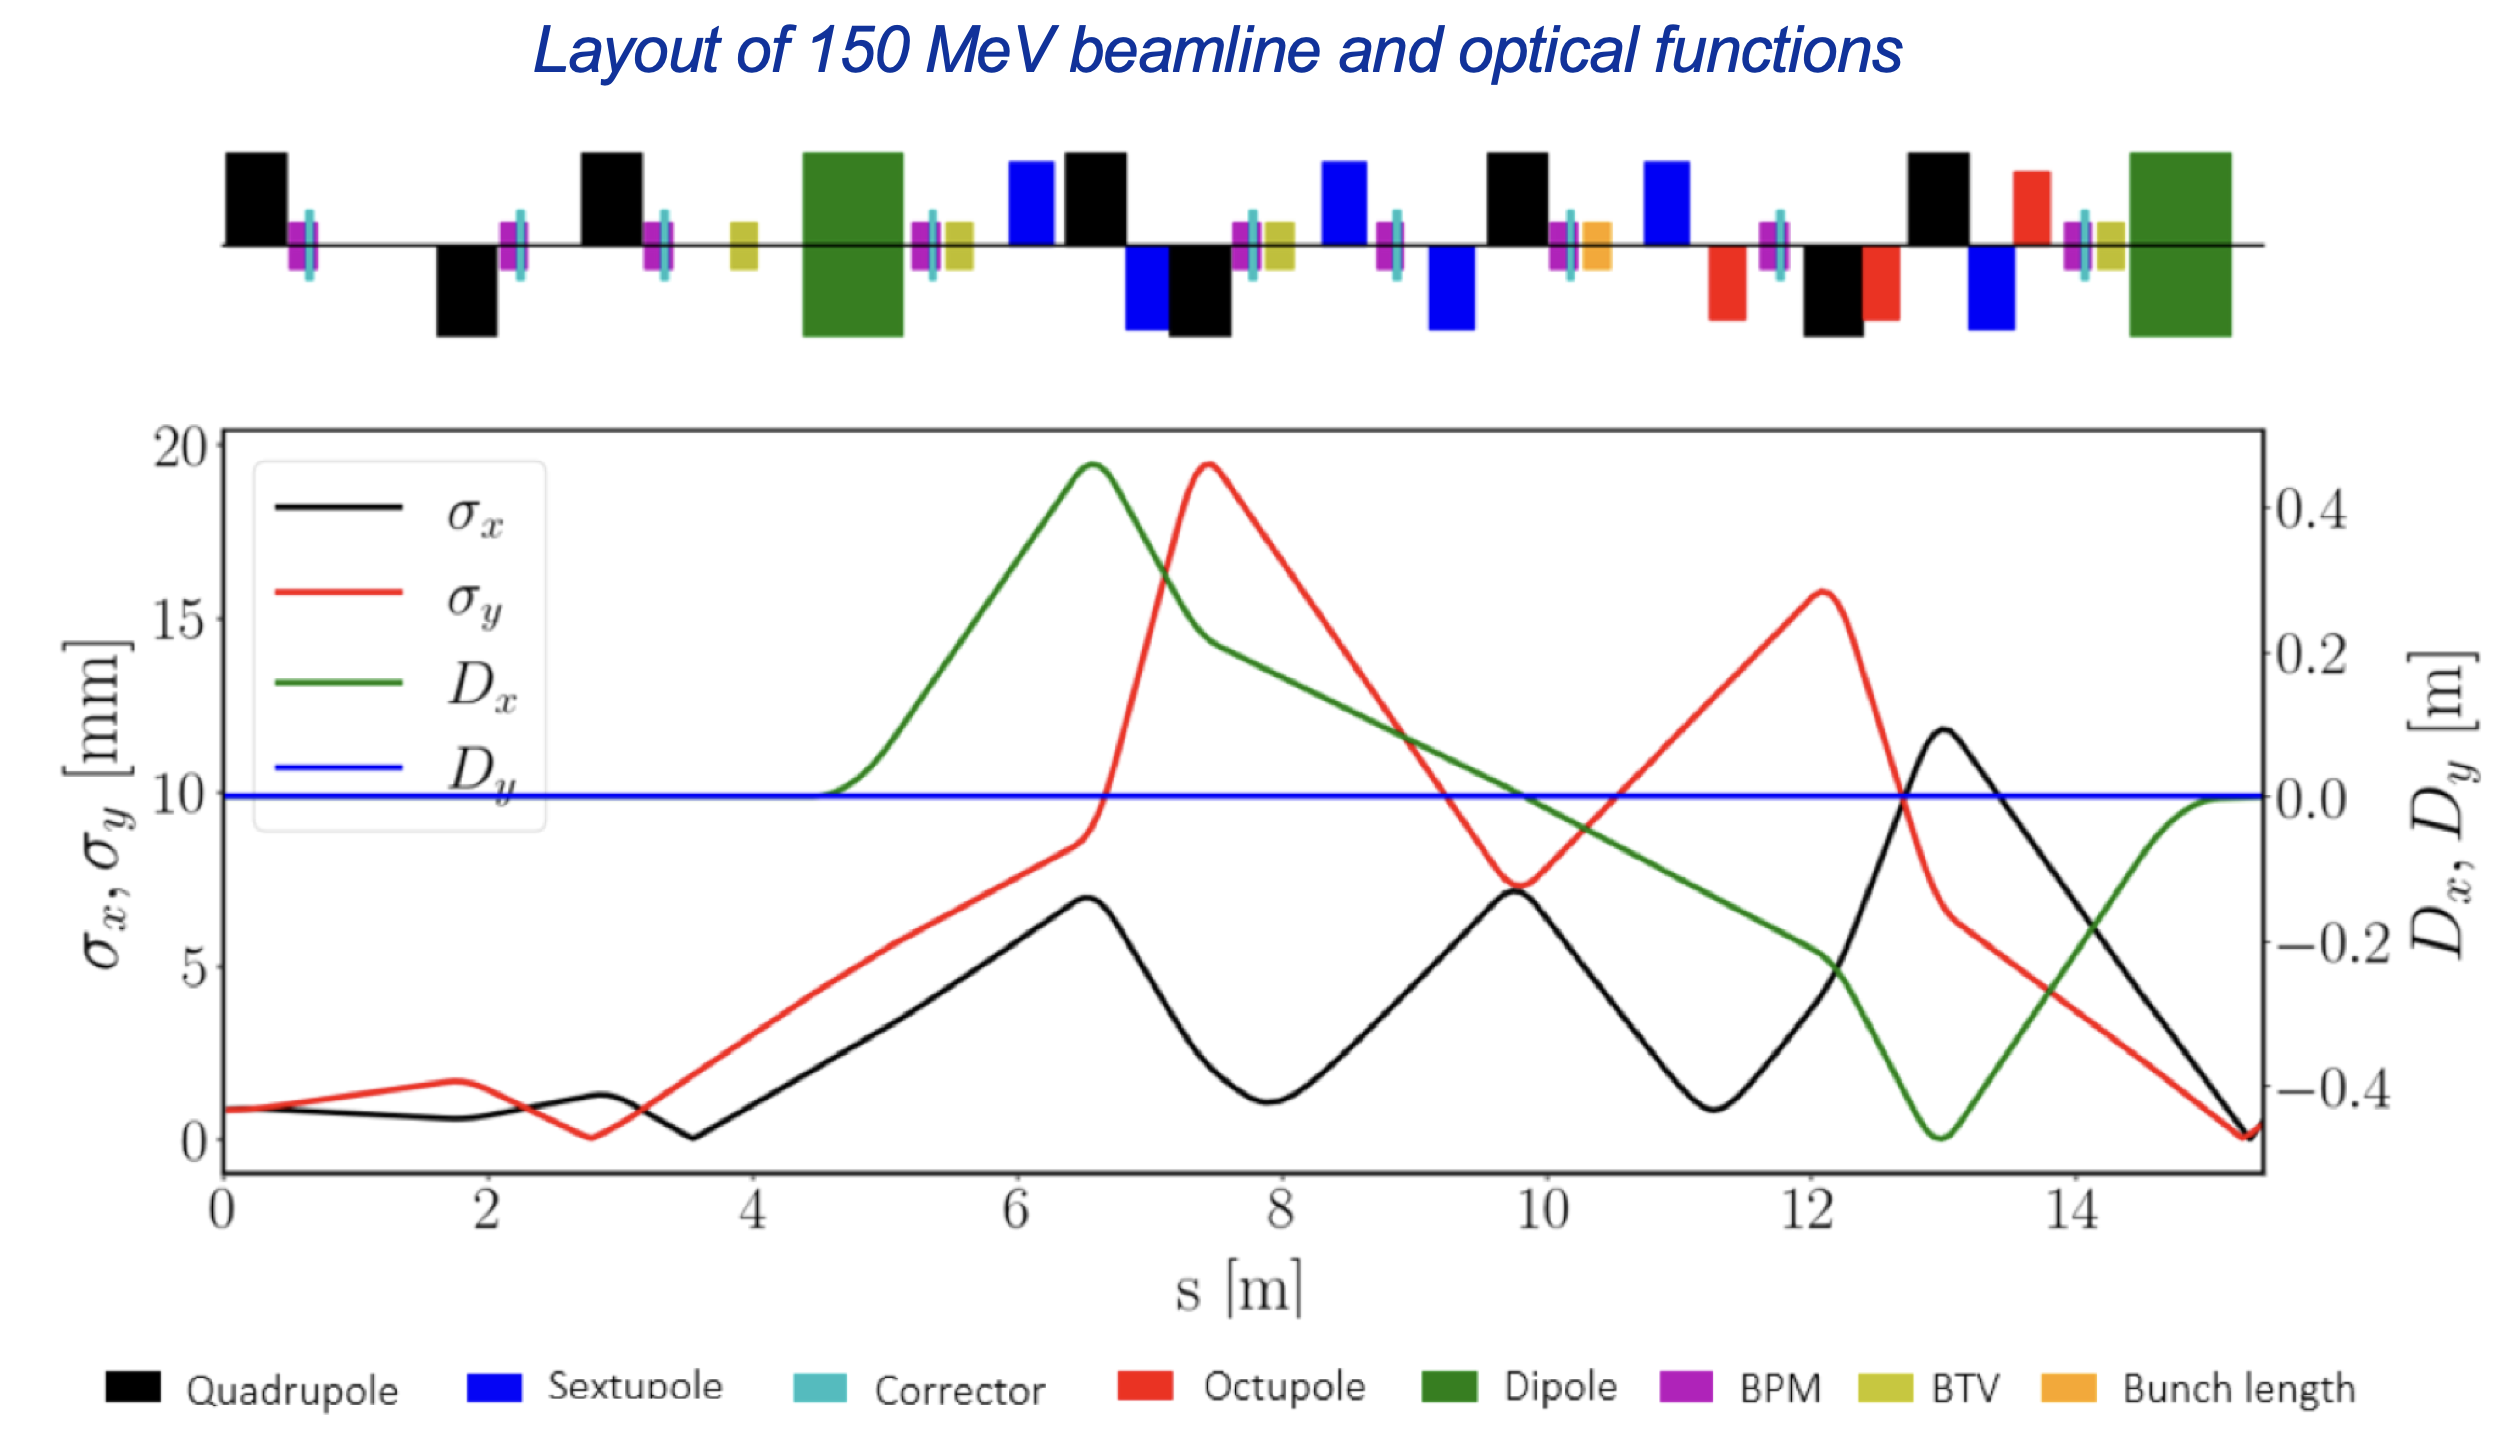 Layout of 150 MeV beamline and optical functions
20
15
10
5
0
σx, σy [mm]
σx
σy
Dx
Dy
0.4
0.2
0.0
−0.2
−0.4
Dx, Dy [m]
0 2 4 6 8 10 12 14
s [m]
Quadrupole Sextupole Corrector Octupole Dipole BPM BTV Bunch length